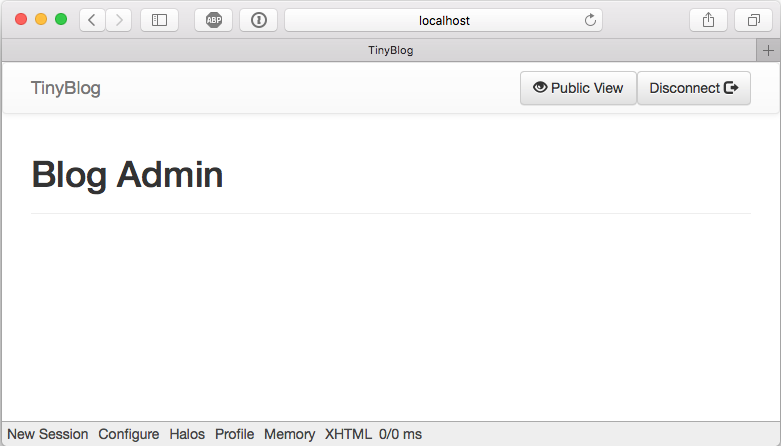 ABP
localhost
TinyBlog
TinyBlog
Public View
Disconnect
Blog Admin
New Session Configure Halos Profile Memory XHTML 0/0 ms